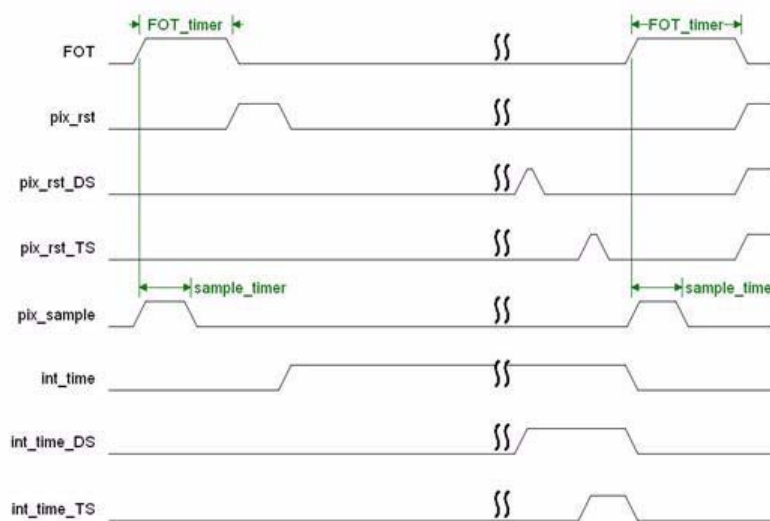 FOT_timer
FOT_timer
FOT
pix_rst
pix_rst_DS
pix_rst_TS
sample_timer
sample_time
pix_sample
int_time
int_time_DS
int_time_TS